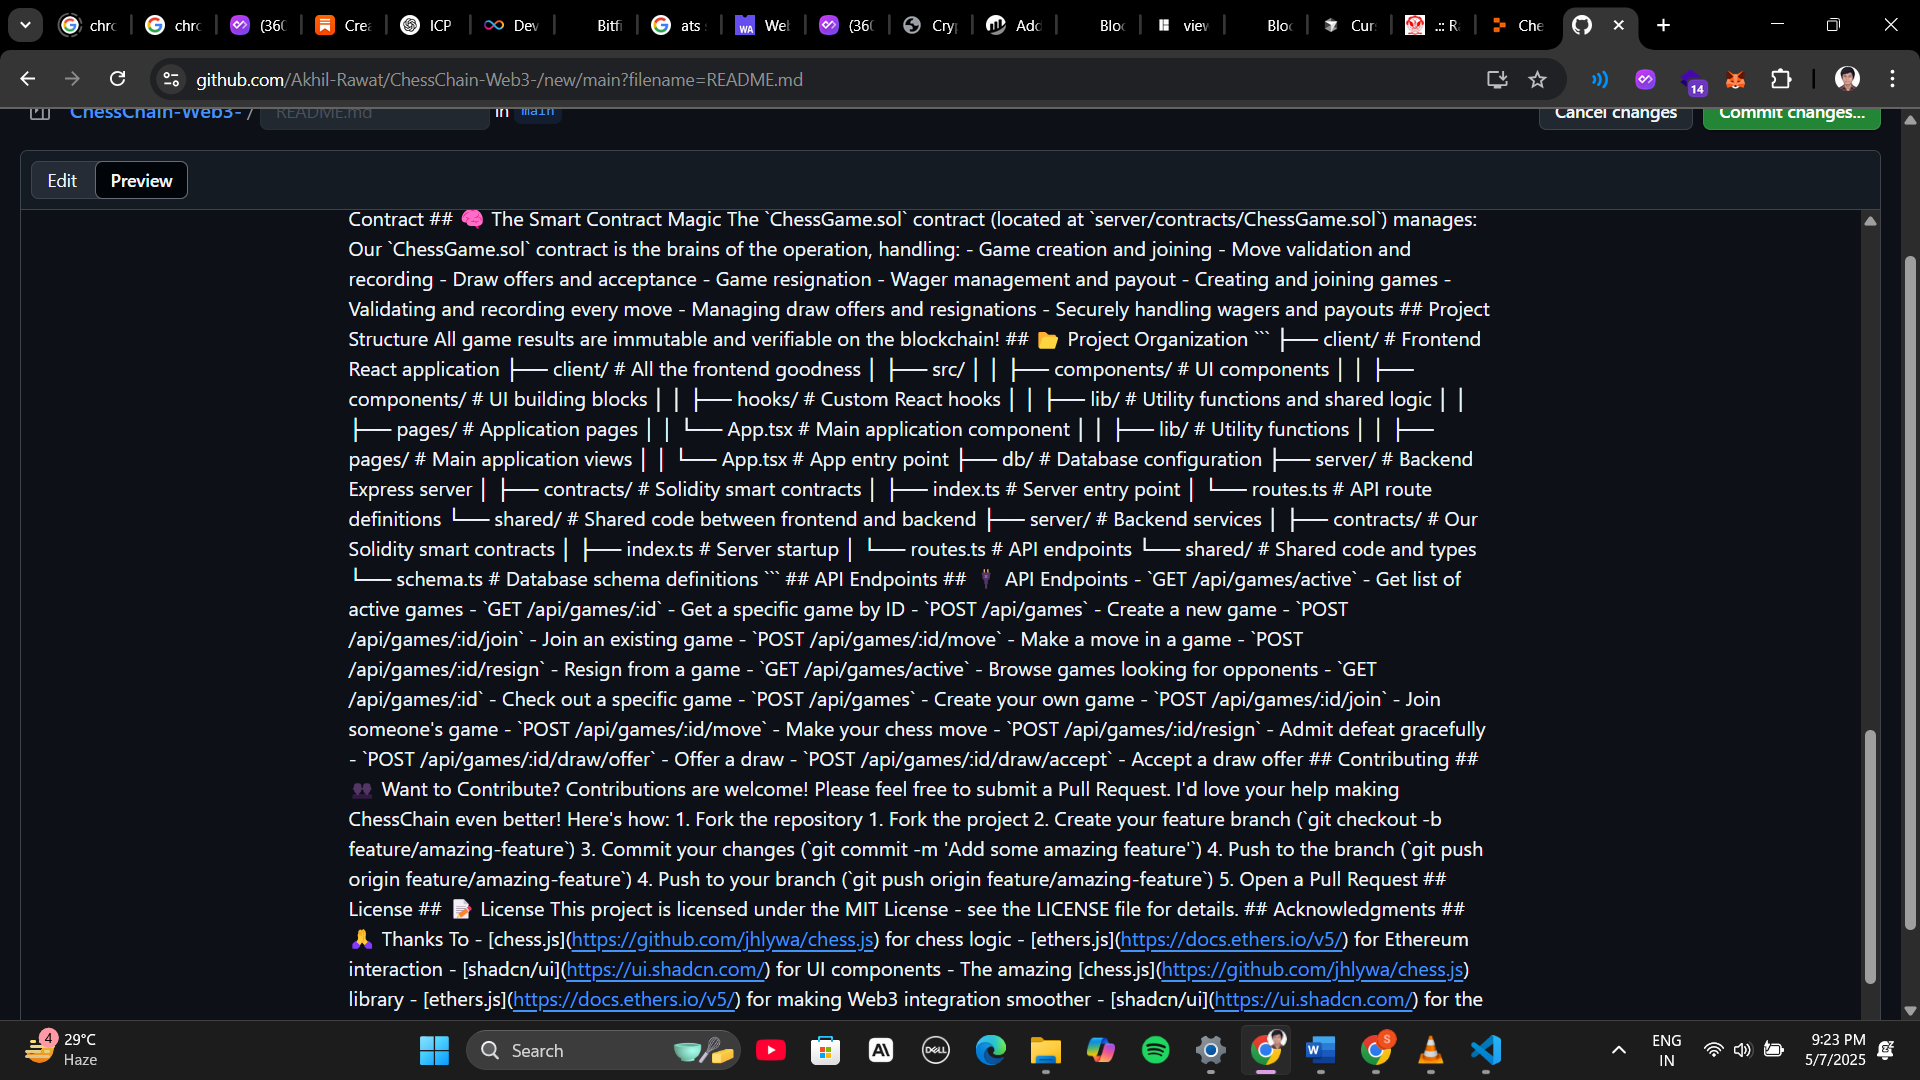 chr
chr
(36
Crea
ICP
Dev
Bitfi
ats
Wel
(36
Cry
Add
Bloc
view
Bloc
Curs
.:: Ra
Che
github.com/Akhil-Rawat/ChessChain-Web3-/new/main?filename=README.md
14
ChessChain-Web3- / README.md in main
Cancel changes
Commit changes...
Edit
Preview
Contract ## 🧠 The Smart Contract Magic The `ChessGame.sol` contract (located at `server/contracts/ChessGame.sol`) manages:
Our `ChessGame.sol` contract is the brains of the operation, handling: - Game creation and joining - Move validation and
recording - Draw offers and acceptance - Game resignation - Wager management and payout - Creating and joining games -
Validating and recording every move - Managing draw offers and resignations - Securely handling wagers and payouts ## Project
Structure All game results are immutable and verifiable on the blockchain! ## 📂 Project Organization ``` ├── client/ # Frontend
React application ├── client/ # All the frontend goodness │ ├── src/ │ │ ├── components/ # UI components │ │ ├──
components/ # UI building blocks │ │ ├── hooks/ # Custom React hooks │ │ ├── lib/ # Utility functions and shared logic │ │
├── pages/ # Application pages │ │ └── App.tsx # Main application component │ │ ├── lib/ # Utility functions │ │ ├──
pages/ # Main application views │ │ └── App.tsx # App entry point ├── db/ # Database configuration ├── server/ # Backend
Express server │ ├── contracts/ # Solidity smart contracts │ ├── index.ts # Server entry point │ └── routes.ts # API route
definitions └── shared/ # Shared code between frontend and backend ├── server/ # Backend services │ ├── contracts/ # Our
Solidity smart contracts │ ├── index.ts # Server startup │ └── routes.ts # API endpoints └── shared/ # Shared code and types
└── schema.ts # Database schema definitions ``` ## API Endpoints ## 🔌 API Endpoints - `GET /api/games/active` - Get list of
active games - `GET /api/games/:id` - Get a specific game by ID - `POST /api/games` - Create a new game - `POST
/api/games/:id/join` - Join an existing game - `POST /api/games/:id/move` - Make a move in a game - `POST
/api/games/:id/resign` - Resign from a game - `GET /api/games/active` - Browse games looking for opponents - `GET
/api/games/:id` - Check out a specific game - `POST /api/games` - Create your own game - `POST /api/games/:id/join` - Join
someone's game - `POST /api/games/:id/move` - Make your chess move - `POST /api/games/:id/resign` - Admit defeat gracefully
- `POST /api/games/:id/draw/offer` - Offer a draw - `POST /api/games/:id/draw/accept` - Accept a draw offer ## Contributing ##
👥 Want to Contribute? Contributions are welcome! Please feel free to submit a Pull Request. I'd love your help making
ChessChain even better! Here's how: 1. Fork the repository 1. Fork the project 2. Create your feature branch (`git checkout -b
feature/amazing-feature`) 3. Commit your changes (`git commit -m 'Add some amazing feature'`) 4. Push to the branch (`git push
origin feature/amazing-feature`) 4. Push to your branch (`git push origin feature/amazing-feature`) 5. Open a Pull Request ##
License ## 📝 License This project is licensed under the MIT License - see the LICENSE file for details. ## Acknowledgments ##
🙏 Thanks To - [chess.js](https://github.com/jhlywa/chess.js) for chess logic - [ethers.js](https://docs.ethers.io/v5/) for Ethereum
interaction - [shadcn/ui](https://ui.shadcn.com/) for UI components - The amazing [chess.js](https://github.com/jhlywa/chess.js)
library - [ethers.js](https://docs.ethers.io/v5/) for making Web3 integration smoother - [shadcn/ui](https://ui.shadcn.com/) for the
4
29°C
Haze
Search
DELL
S
ENG
IN
9:23 PM
5/7/2025